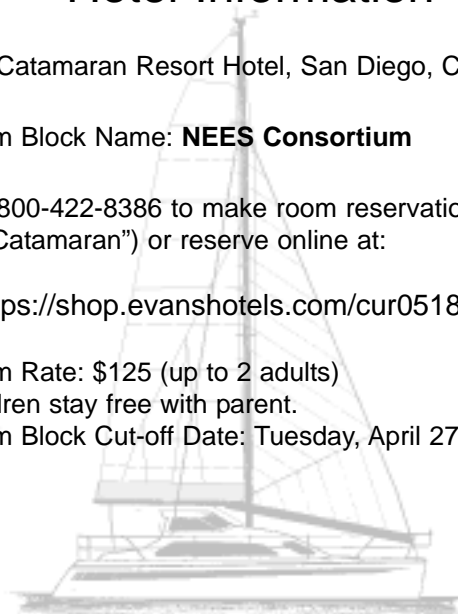 Hotel Information
Catamaran Resort Hotel, San Diego, C
m Block Name: NEES Consortium
800-422-8386 to make room reservatio
Catamaran”) or reserve online at:
ps://shop.evanshotels.com/cur0518
m Rate: $125 (up to 2 adults)
dren stay free with parent.
m Block Cut-off Date: Tuesday, April 27